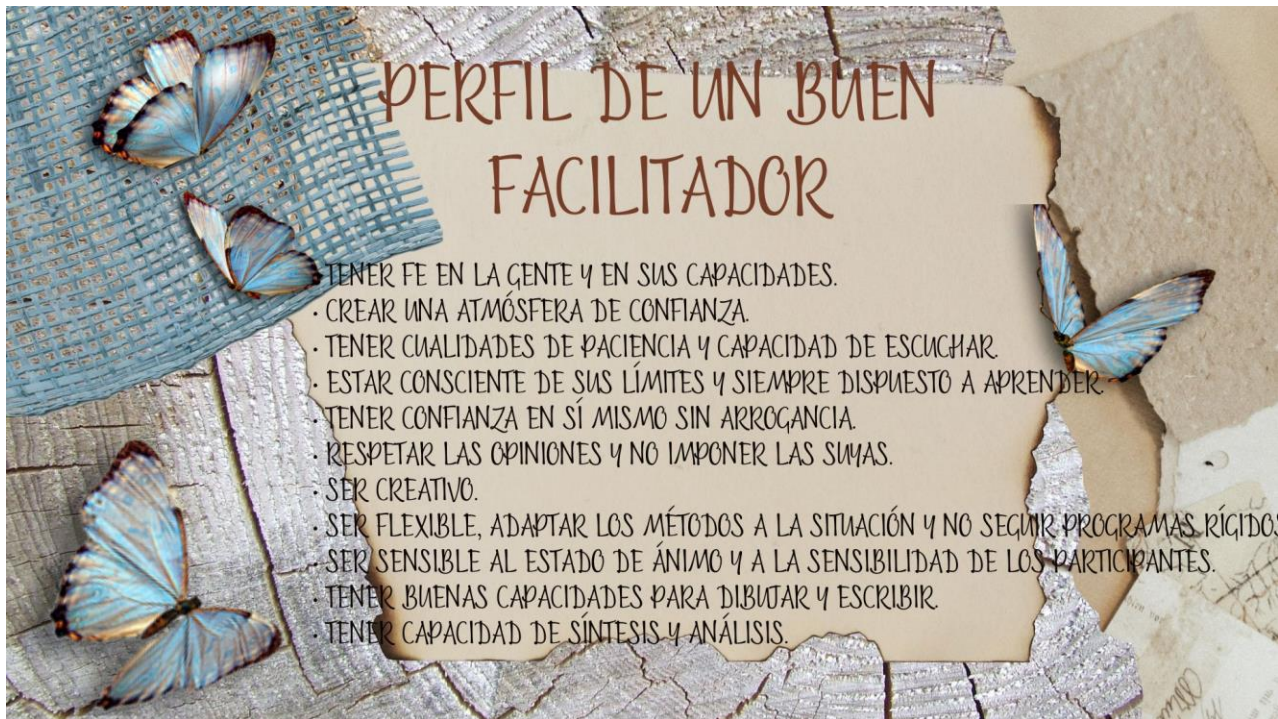 PERFIL DE UN BUEN
FACILITADOR
· TENER FE EN LA GENTE Y EN SUS CAPACIDADES.
· CREAR UNA ATMÓSFERA DE CONFIANZA.
· TENER CUALIDADES DE PACIENCIA Y CAPACIDAD DE ESCUCHAR.
· ESTAR CONSCIENTE DE SUS LÍMITES Y SIEMPRE DISPUESTO A APRENDER.
· TENER CONFIANZA EN SÍ MISMO SIN ARROGANCIA.
· RESPETAR LAS OPINIONES Y NO IMPONER LAS SUYAS.
· SER CREATIVO.
· SER FLEXIBLE, ADAPTAR LOS MÉTODOS A LA SITUACIÓN Y NO SEGUIR PROGRAMAS RÍGIDOS
· SER SENSIBLE AL ESTADO DE ÁNIMO Y A LA SENSIBILIDAD DE LOS PARTICIPANTES.
· TENER BUENAS CAPACIDADES PARA DIBUJAR Y ESCRIBIR.
· TENER CAPACIDAD DE SÍNTESIS Y ANÁLISIS.